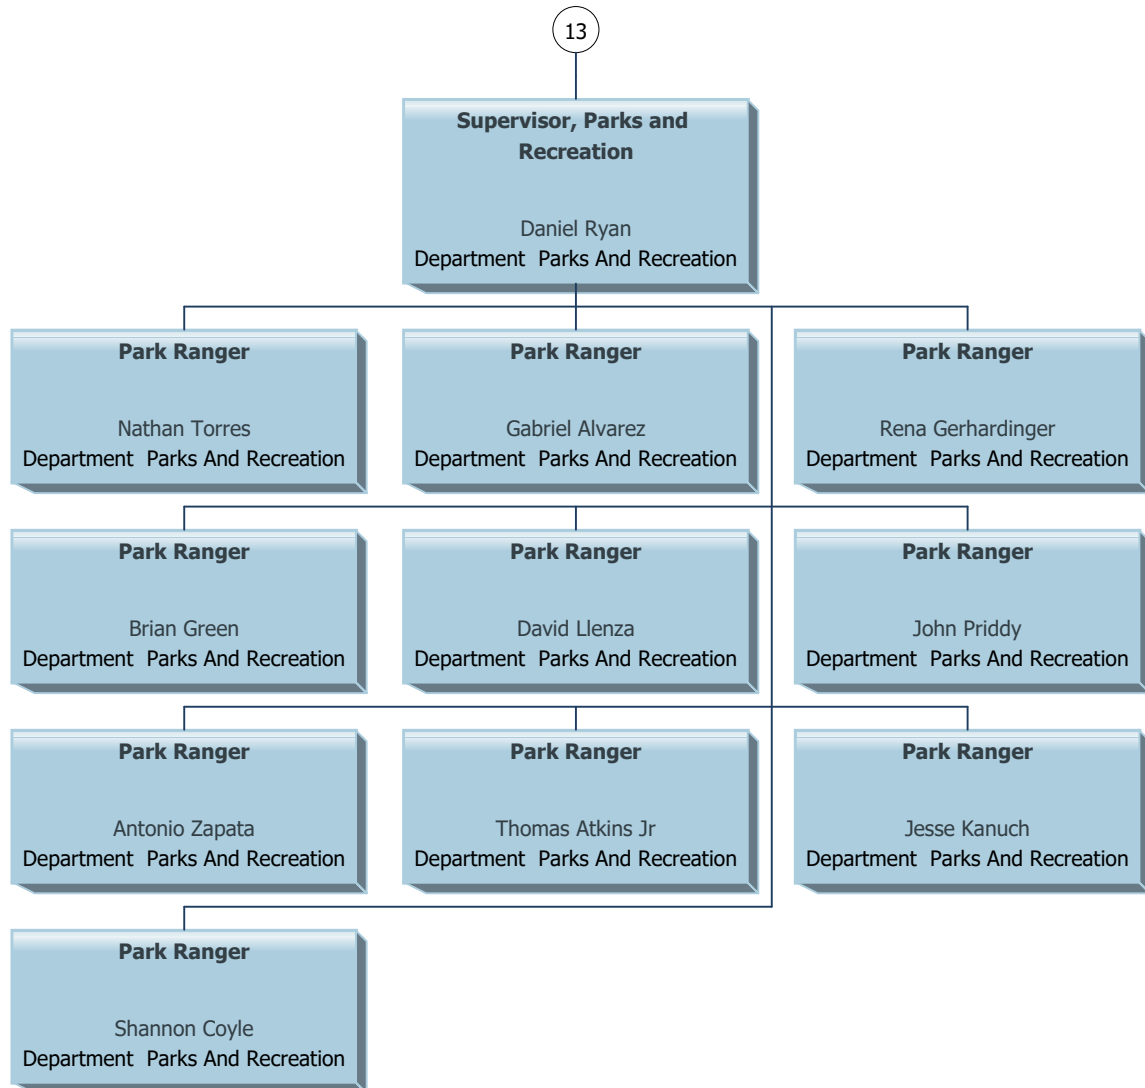 13
Supervisor, Parks and
Recreation
Daniel Ryan
Department  Parks And Recreation
Park Ranger
Nathan Torres
Department  Parks And Recreation
Park Ranger
Gabriel Alvarez
Department  Parks And Recreation
Park Ranger
Rena Gerhardinger
Department  Parks And Recreation
Park Ranger
Brian Green
Department  Parks And Recreation
Park Ranger
David Llenza
Department  Parks And Recreation
Park Ranger
John Priddy
Department  Parks And Recreation
Park Ranger
Antonio Zapata
Department  Parks And Recreation
Park Ranger
Thomas Atkins Jr
Department  Parks And Recreation
Park Ranger
Jesse Kanuch
Department  Parks And Recreation
Park Ranger
Shannon Coyle
Department  Parks And Recreation